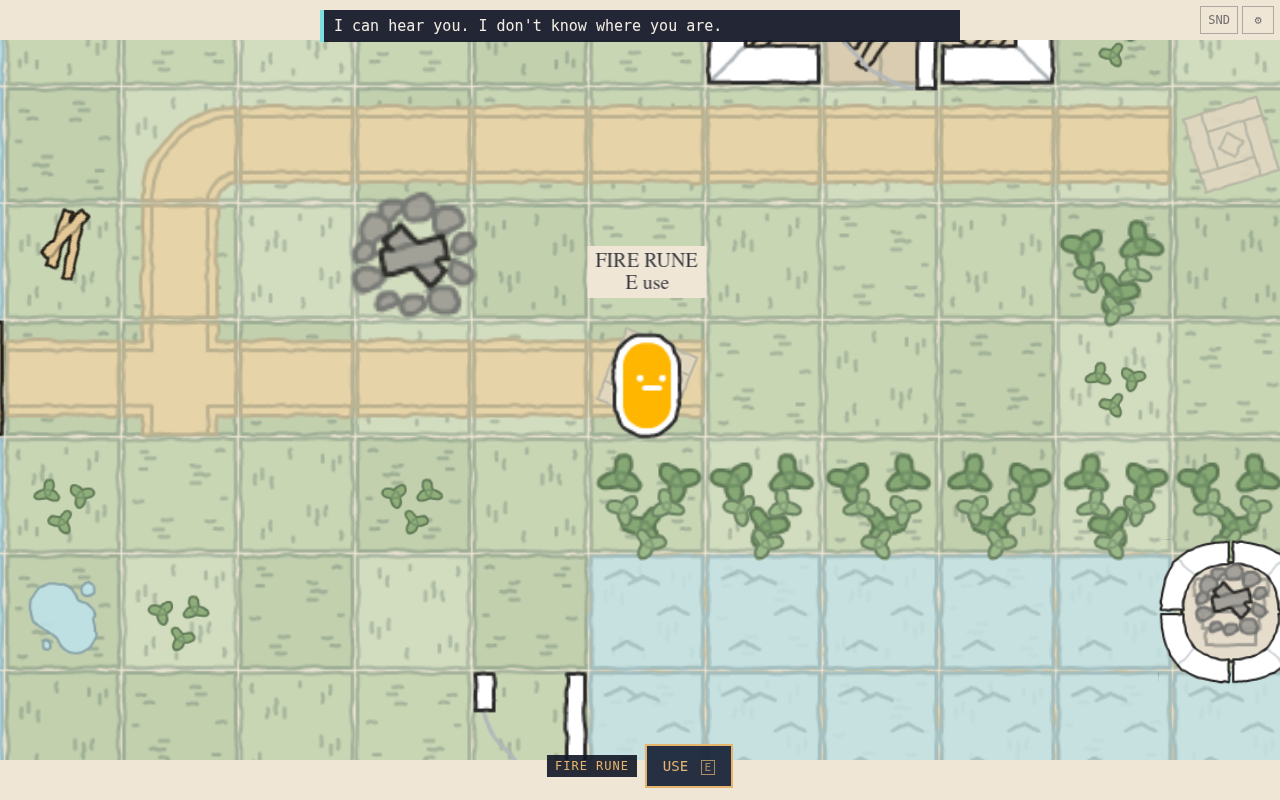 I can hear you. I don't know where you are.
SND ⚙
FIRE RUNE
E use
FIRE RUNE
USE E